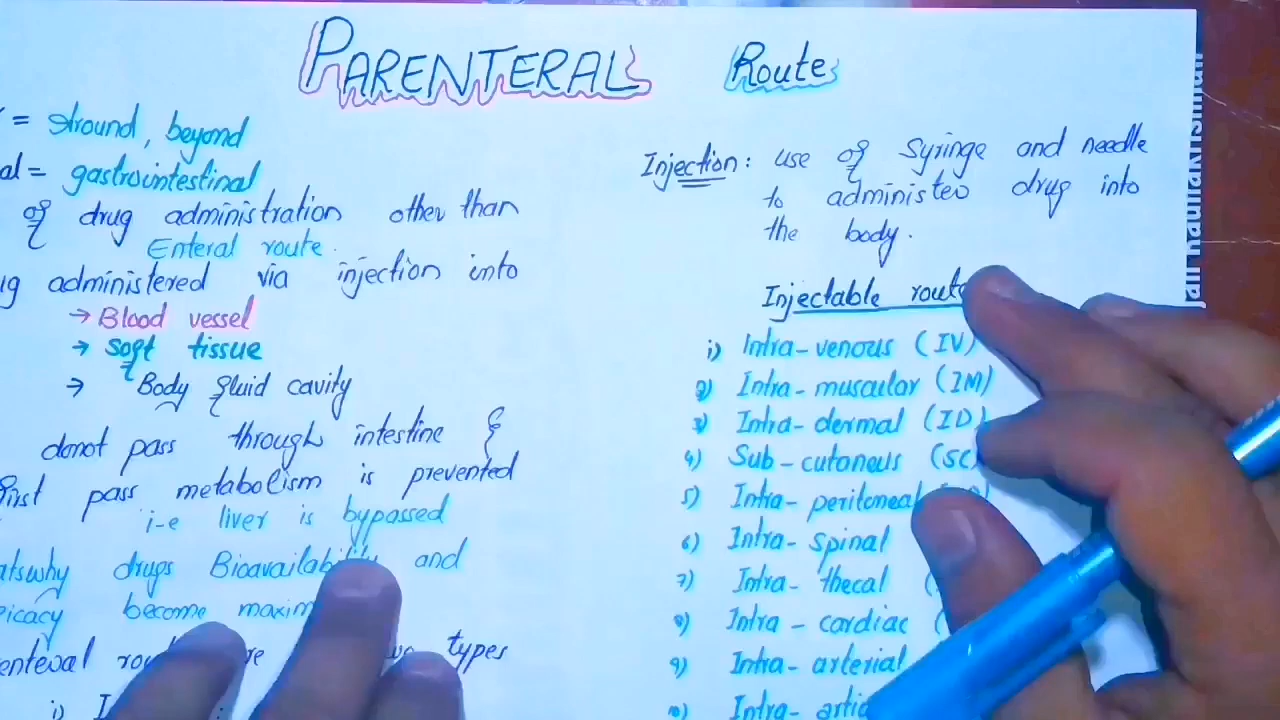 PARENTERAL Route
= around, beyond
al = gastrointestinal
of drug administration other than
Enteral route.
administered via injection into
→ Blood vessel
→ Soft tissue
→ Body fluid cavity
donot pass through intestine &
first pass metabolism is prevented
i-e liver is bypassed
drugs and
become
types
Injection: use of syringe and needle
to administer drug into
the body.
Injectable
1) Intra-venous (IV)
2) Intra-muscular (IM)
3) Intra-dermal (ID)
4) Sub-cutaneous (SC)
5) Intra-peritoneal
6) Intra-spinal
7) Intra-thecal
8) Intra-cardiac
9) Intra-arterial
Intra-